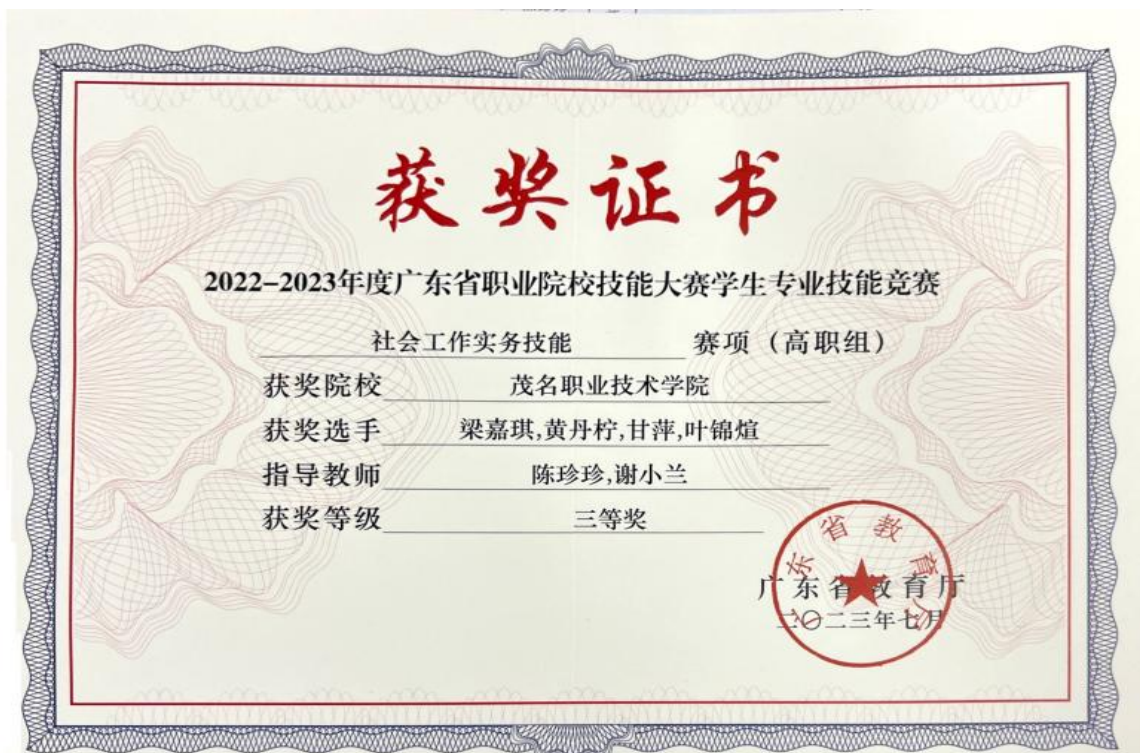 获奖证书
2022–2023年度广东省职业院校技能大赛学生专业技能竞赛
社会工作实务技能 赛项（高职组）
获奖院校 茂名职业技术学院
获奖选手 梁嘉琪,黄丹柠,甘萍,叶锦煊
指导教师 陈珍珍,谢小兰
获奖等级 三等奖
广东省教育厅
广东省教育厅
二〇二三年七月